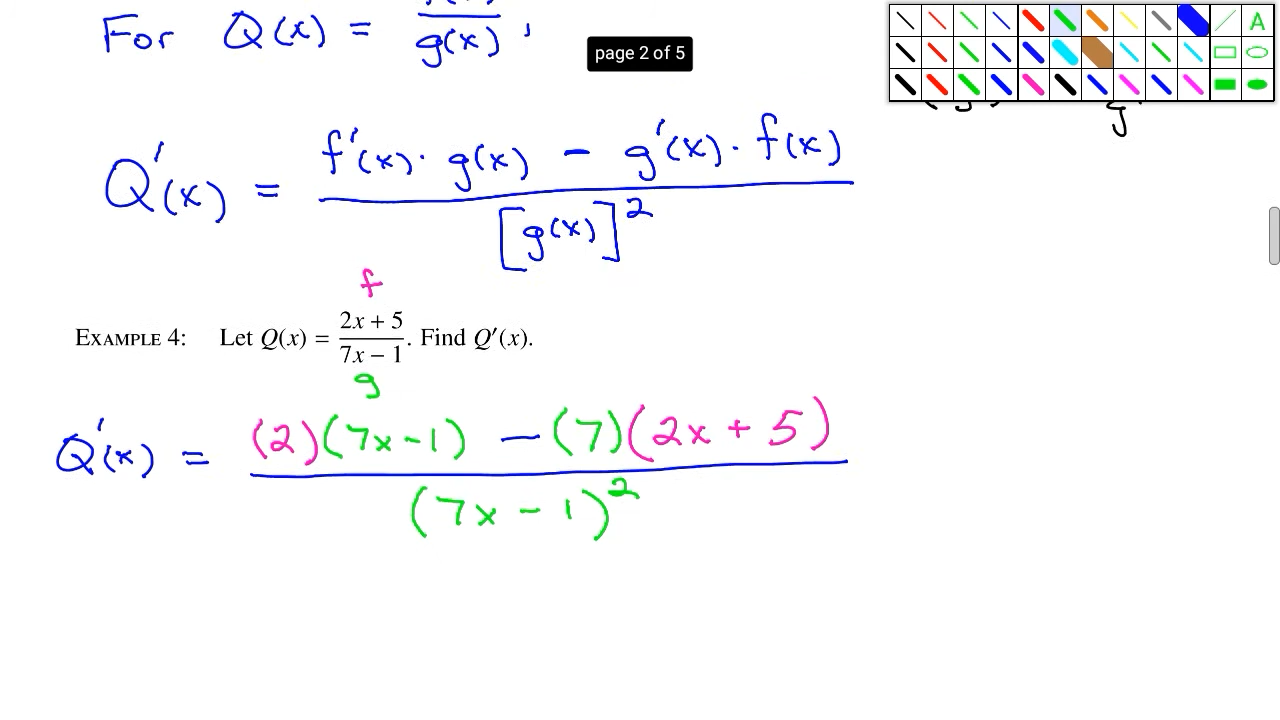 For Q(x) = /g(x) ,
page 2 of 5
A
Q'(x) = f'(x) · g(x) − g'(x) · f(x) / [g(x)]²
f
EXAMPLE 4: Let Q(x) = 2x + 5 / 7x − 1. Find Q′(x).
g
Q'(x) = (2)(7x − 1) − (7)(2x + 5) / (7x − 1)²